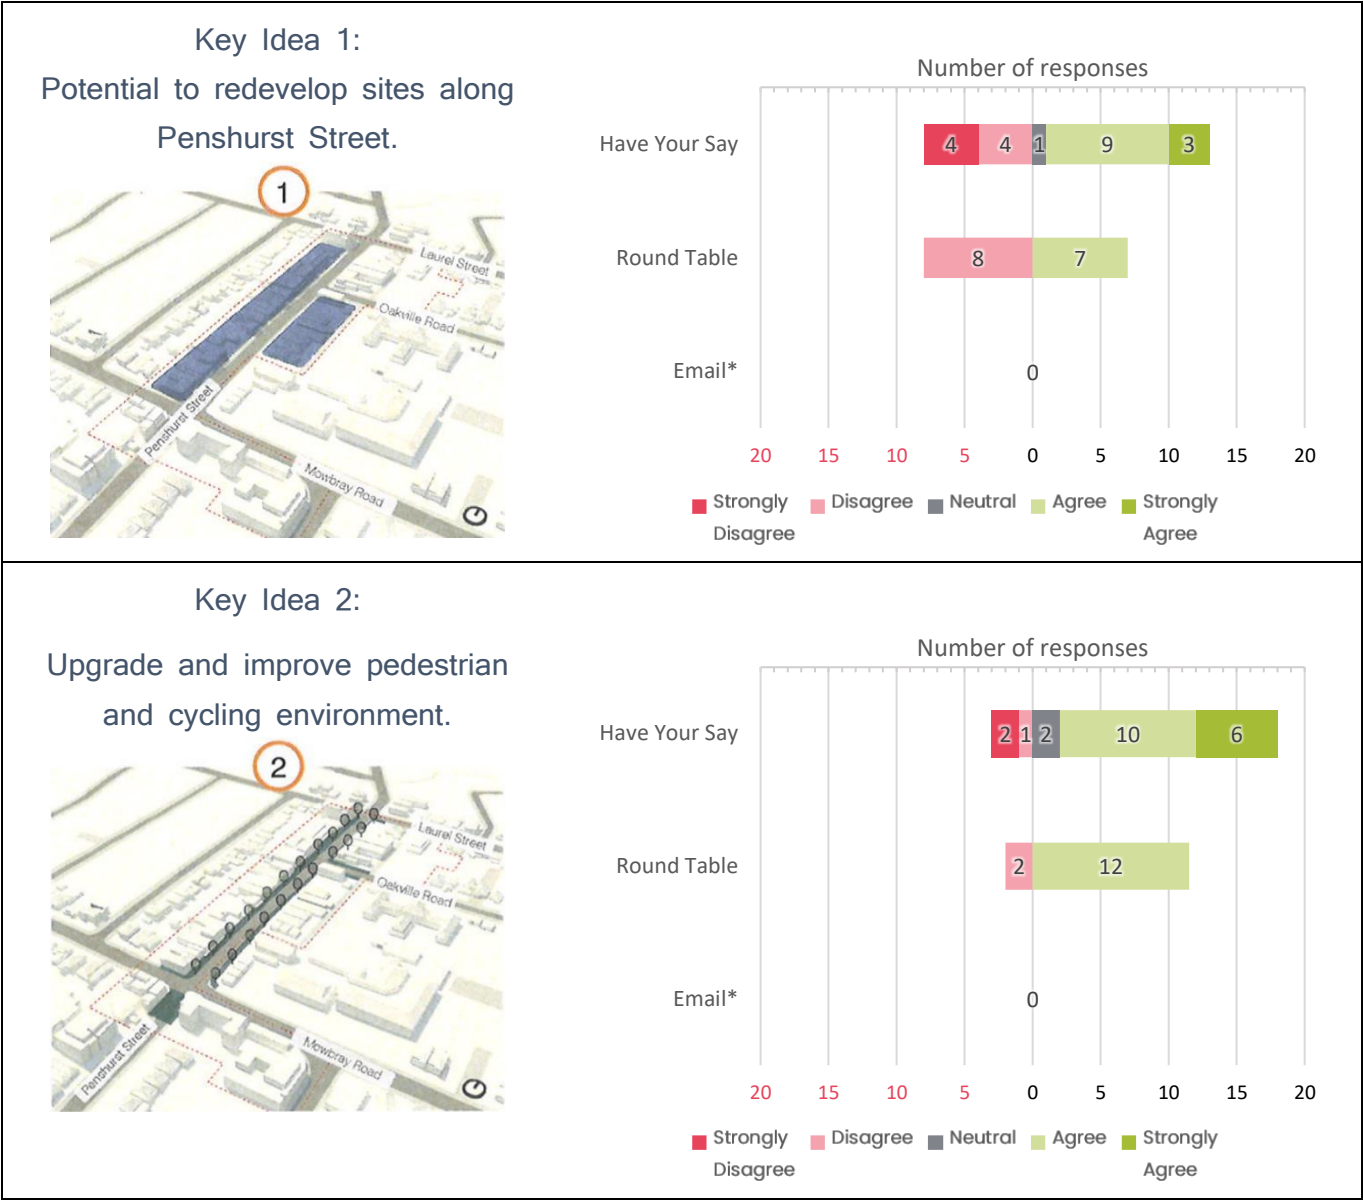 Key Idea 1:
Potential to redevelop sites along
Penshurst Street.
1
Laurel Street
Oakville Road
Penshurst Street
Mowbray Road
Number of responses
Have Your Say
4 4 1 9 3
Round Table
8 7
Email*
0
20 15 10 5 0 5 10 15 20
Strongly Disagree Disagree Neutral Agree Strongly Agree
Key Idea 2:
Upgrade and improve pedestrian
and cycling environment.
2
Laurel Street
Oakville Road
Penshurst Street
Mowbray Road
Number of responses
Have Your Say
2 1 2 10 6
Round Table
2 12
Email*
0
20 15 10 5 0 5 10 15 20
Strongly Disagree Disagree Neutral Agree Strongly Agree